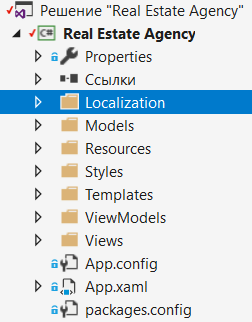 Решение "Real Estate Agency"
C# Real Estate Agency
Properties
Ссылки
Localization
Models
Resources
Styles
Templates
ViewModels
Views
App.config
App.xaml
packages.config